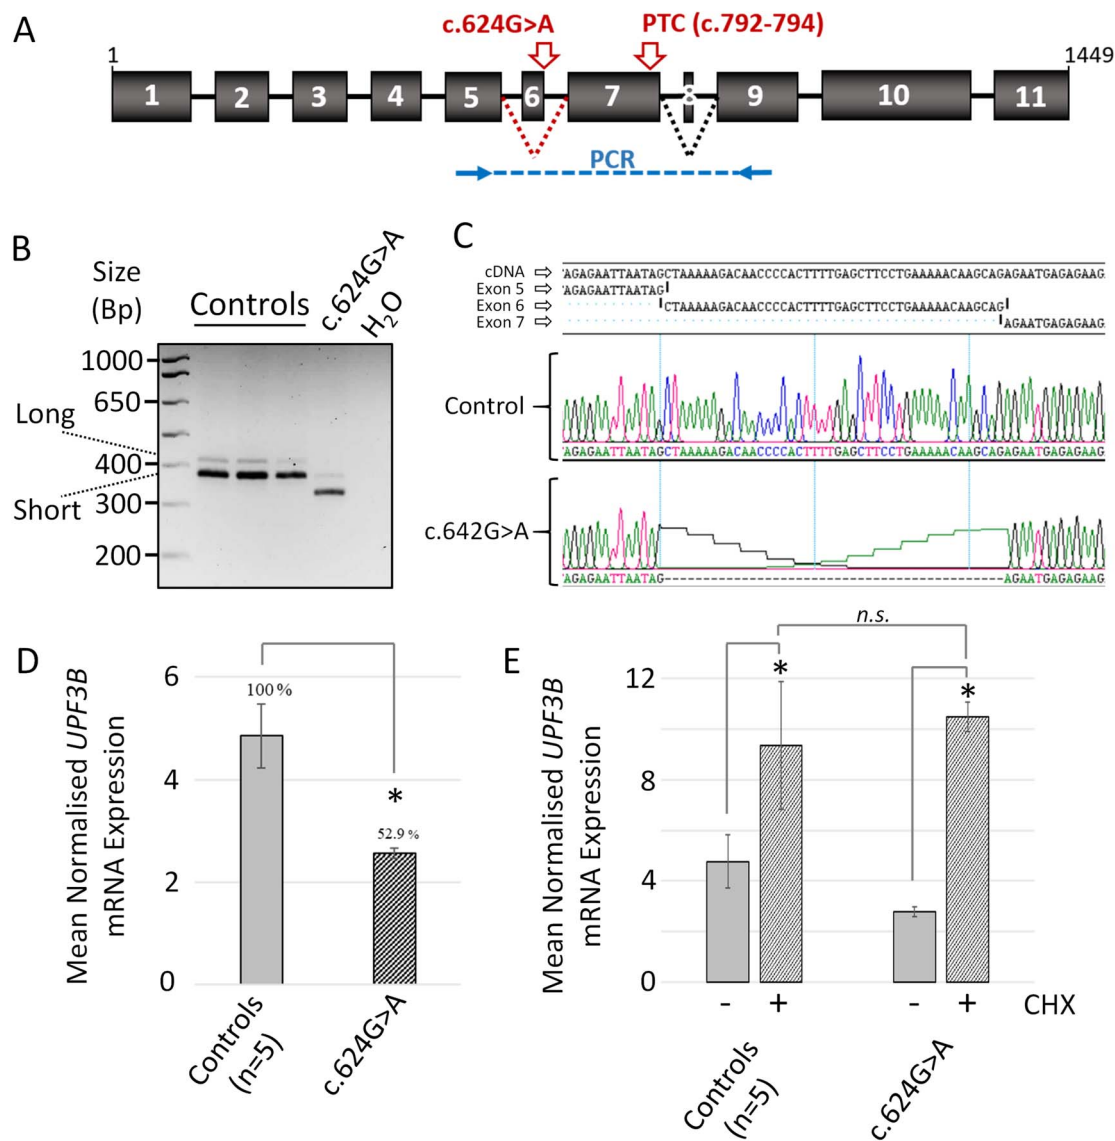 A
c.624G>A
PTC (c.792-794)
1
1449
1 2 3 4 5 6 7 8 9 10 11
PCR
B
Size
(Bp)
Controls
c.624G>A
H2O
1000
650
Long
400
Short
300
200
C
cDNA
AGAGAATTAATAGCTAAAAAGACAACCCCACTTTTGAGCTTCCTGAAAAACAAGCAGAGAATGAGAGAAG
Exon 5
AGAGAATTAATAG
Exon 6
CTAAAAAGACAACCCCACTTTTGAGCTTCCTGAAAAACAAGCAG
Exon 7
AGAATGAGAGAAG
Control
AGAGAATTAATAGCTAAAAAGACAACCCCACTTTTGAGCTTCCTGAAAAACAAGCAGAGAATGAGAGAAG
c.642G>A
AGAGAATTAATAG--------------------------------------------AGAATGAGAGAAG
D
Mean Normalised UPF3B
mRNA Expression
6
4
2
0
100 %
*
52.9 %
Controls
(n=5)
c.624G>A
E
Mean Normalised UPF3B
mRNA Expression
n.s.
12
8
4
0
*
*
- + - + CHX
Controls
(n=5)
c.624G>A